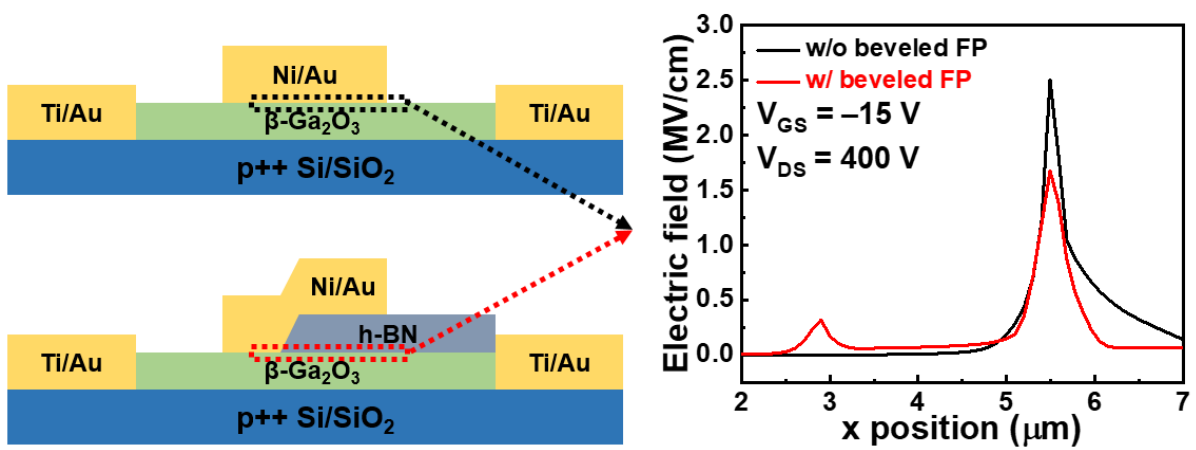 Ni/Au
Ti/Au
Ti/Au
β-Ga₂O₃
p++ Si/SiO₂
Ni/Au
h-BN
Ti/Au
Ti/Au
β-Ga₂O₃
p++ Si/SiO₂
Electric field (MV/cm)
3.0
2.5
2.0
1.5
1.0
0.5
0.0
w/o beveled FP
w/ beveled FP
V_GS = –15 V
V_DS = 400 V
2 3 4 5 6 7
x position (μm)